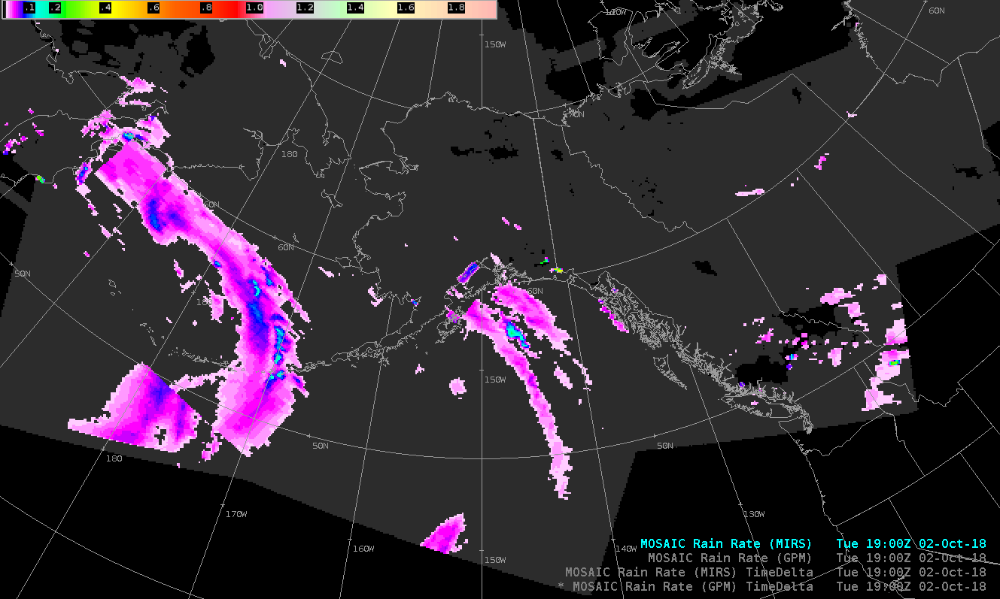 .1 .2 .4 .6 .8 1.0 1.2 1.4 1.6 1.8
60N
150W
70N
180
60N
60N
50N
60N
150W
50N
50N
180
170W
130W
MOSAIC Rain Rate (MIRS) Tue 19:00Z 02-Oct-18
160W
140W
MOSAIC Rain Rate (GPM) Tue 19:00Z 02-Oct-18
150W
MOSAIC Rain Rate (MIRS) TimeDelta Tue 19:00Z 02-Oct-18
* MOSAIC Rain Rate (GPM) TimeDelta Tue 19:00Z 02-Oct-18